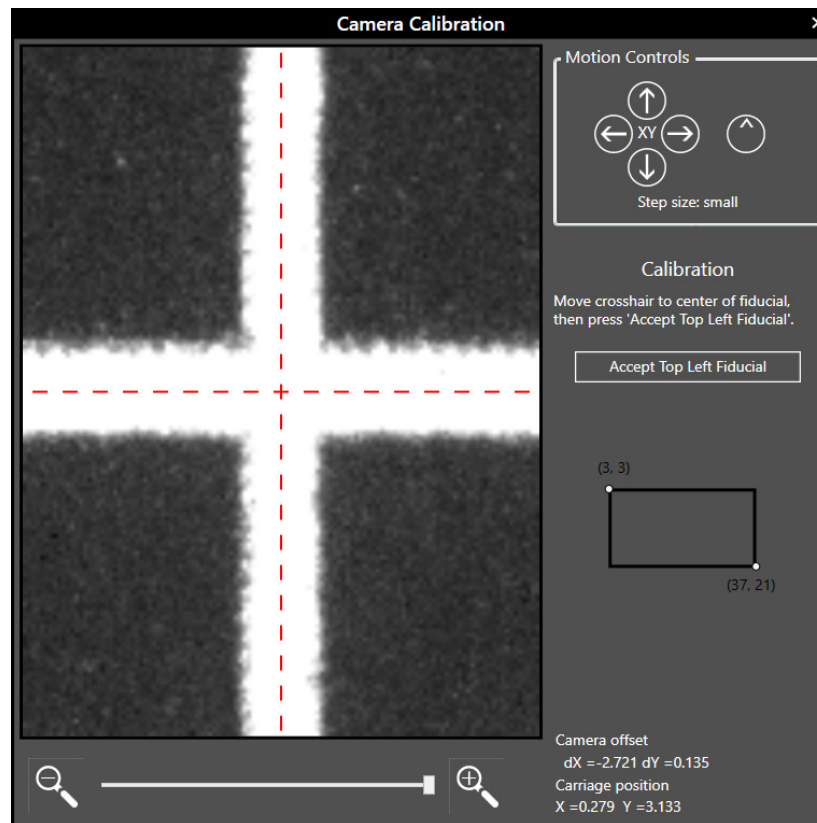 Camera Calibration
Motion Controls
XY
Step size: small
Calibration
Move crosshair to center of fiducial,
then press 'Accept Top Left Fiducial'.
Accept Top Left Fiducial
(3, 3)
(37, 21)
Camera offset
dX =-2.721 dY =0.135
Carriage position
X =0.279 Y =3.133